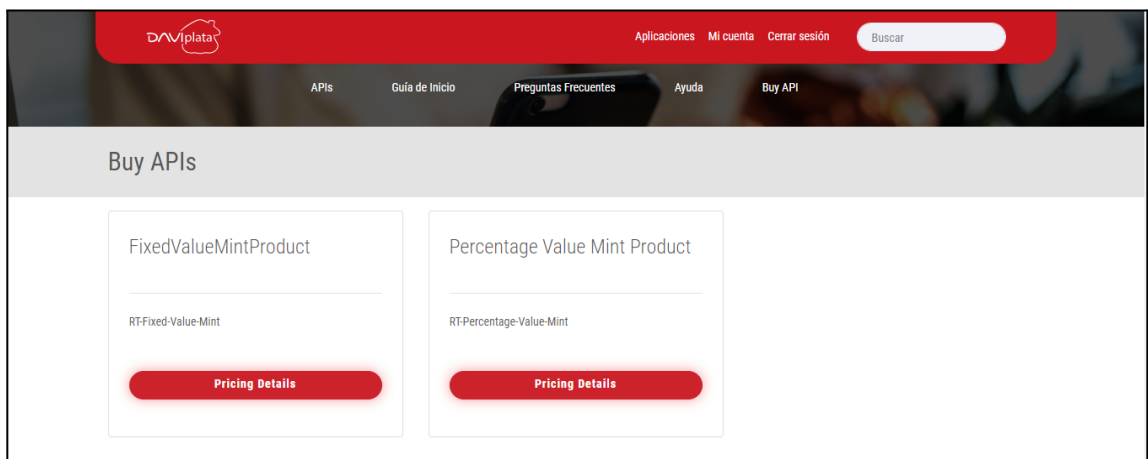 DAVIplata
Aplicaciones Mi cuenta Cerrar sesión Buscar
APIs Guía de Inicio Preguntas Frecuentes Ayuda Buy API
Buy APIs
FixedValueMintProduct
RT-Fixed-Value-Mint
Pricing Details
Percentage Value Mint Product
RT-Percentage-Value-Mint
Pricing Details